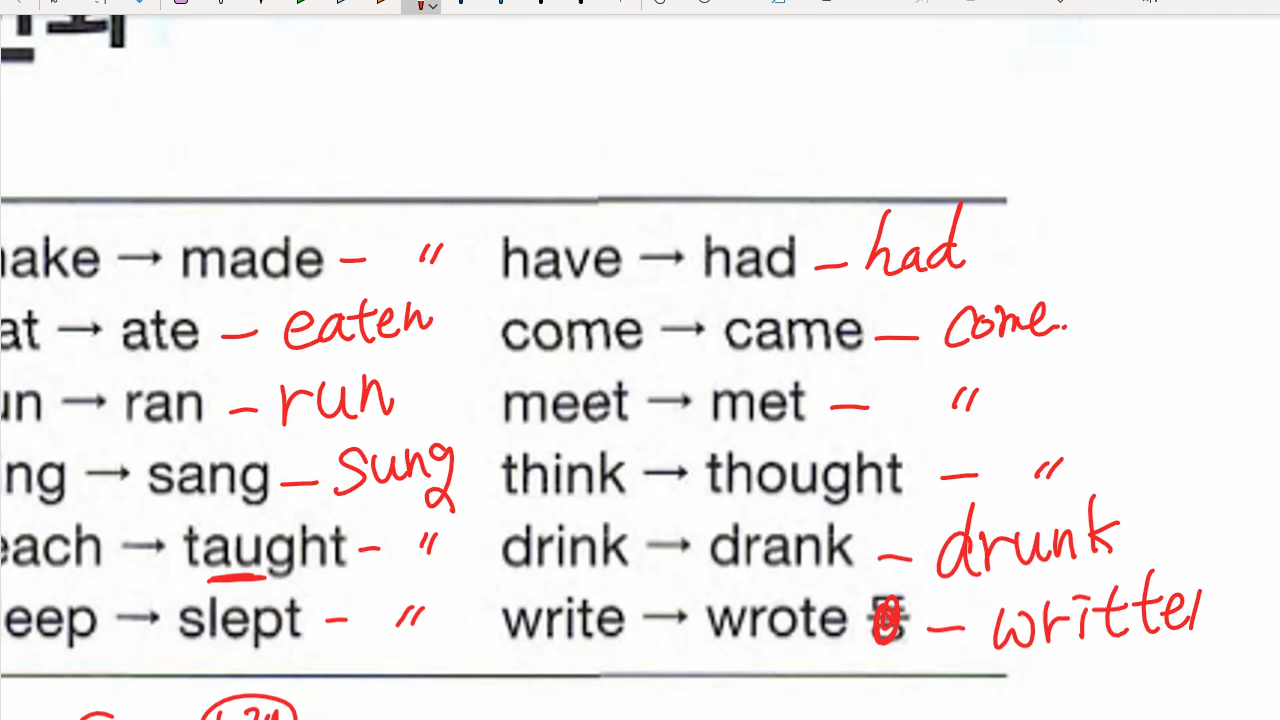 ake → made – 〃 have → had – had
at → ate – eaten come → came – come.
un → ran – run meet → met – 〃
ng → sang – sung think → thought – 〃
each → taught – 〃 drink → drank – drunk
eep → slept – 〃 write → wrote – writte